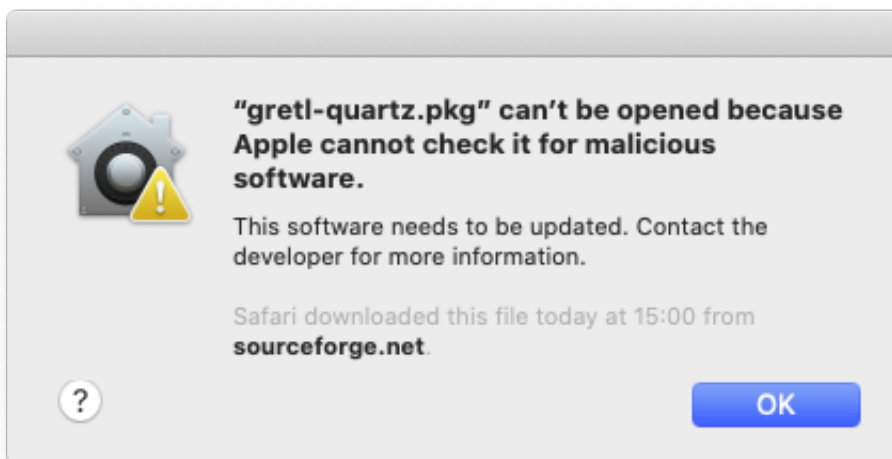 “gretl-quartz.pkg” can’t be opened because
Apple cannot check it for malicious
software.
This software needs to be updated. Contact the
developer for more information.
Safari downloaded this file today at 15:00 from
sourceforge.net.
?
OK